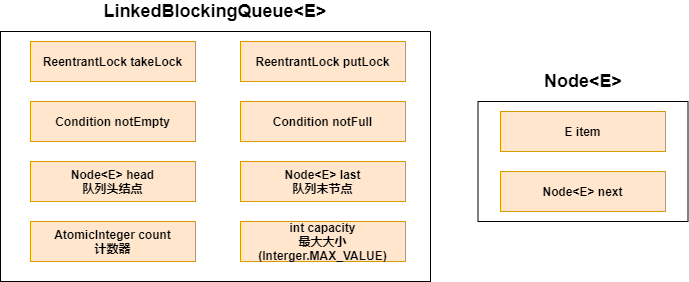 LinkedBlockingQueue<E>
ReentrantLock takeLock
ReentrantLock putLock
Condition notEmpty
Condition notFull
Node<E> head
队列头结点
Node<E> last
队列末节点
AtomicInteger count
计数器
int capacity
最大大小
(Interger.MAX_VALUE)
Node<E>
E item
Node<E> next